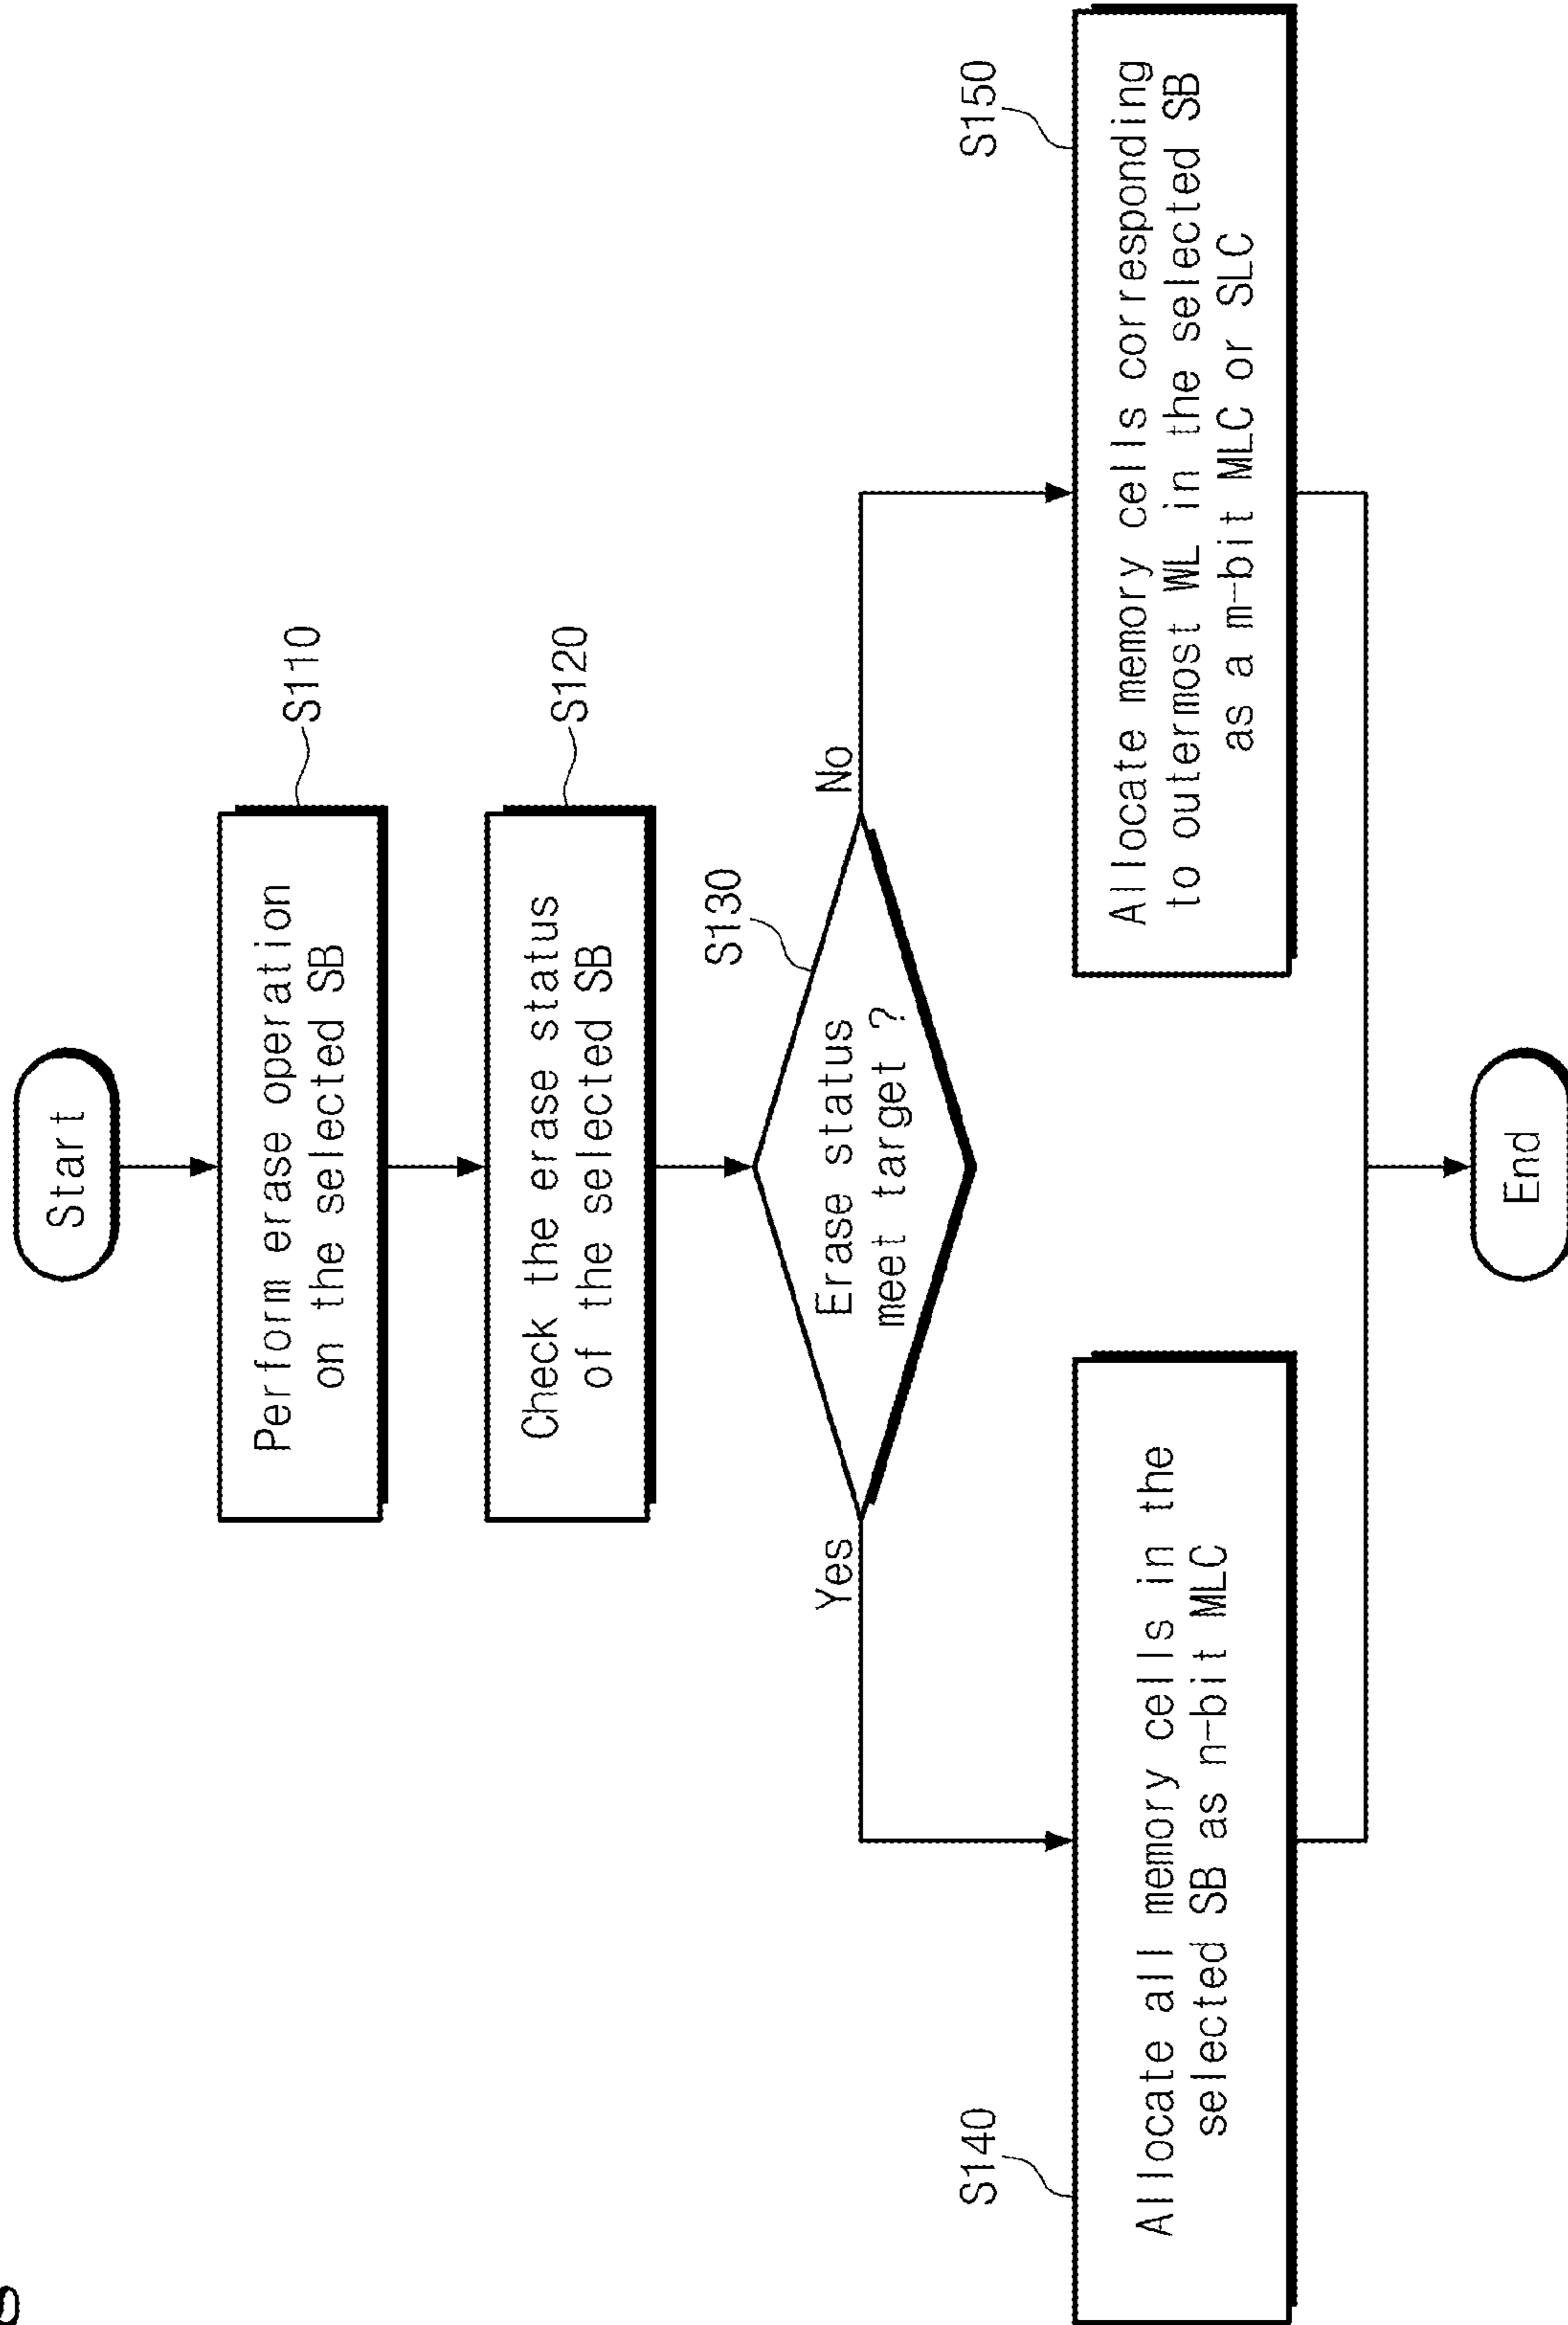 Start
Perform erase operation
on the selected SB
S110
Check the erase status
of the selected SB
S120
Erase status
meet target ?
S130
Yes
No
S140
Allocate all memory cells in the
selected SB as n-bit MLC
S150
Allocate memory cells corresponding
to outermost WL in the selected SB
as a m-bit MLC or SLC
End